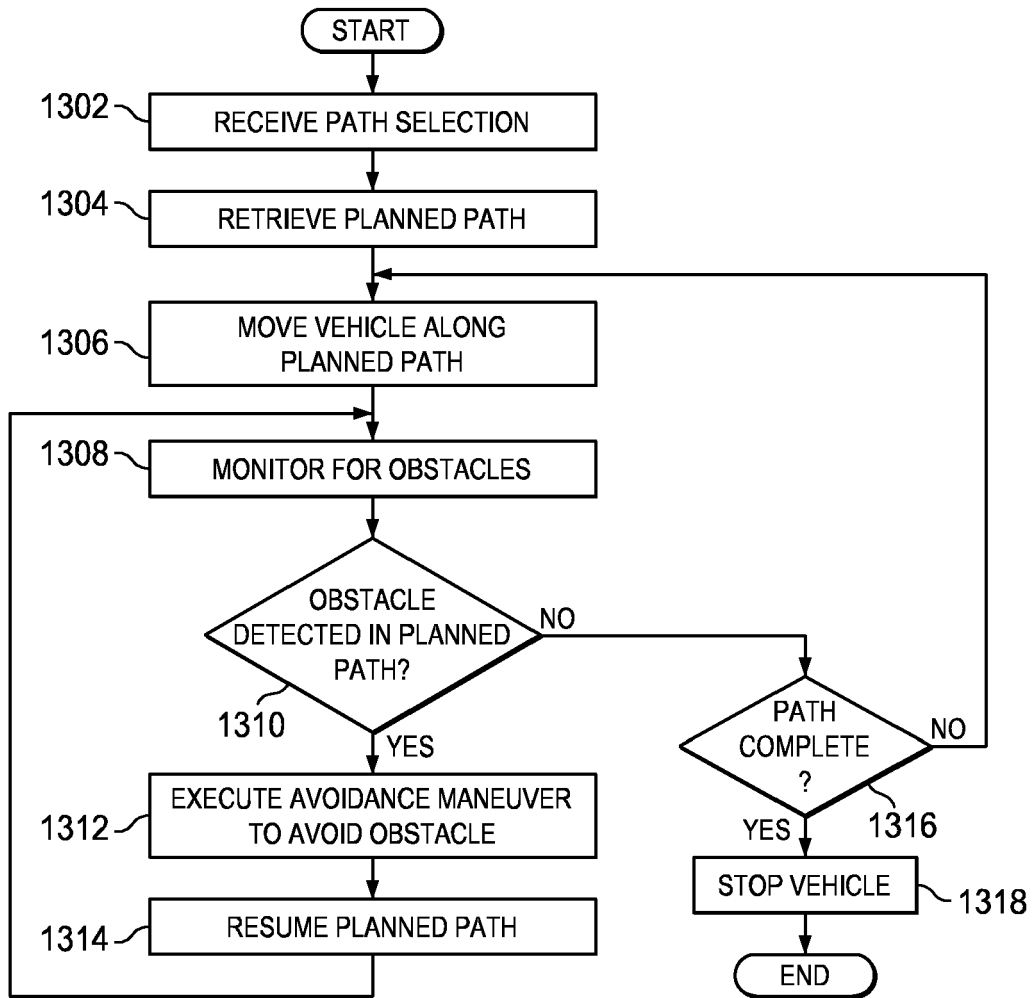 START
1302
RECEIVE PATH SELECTION
1304
RETRIEVE PLANNED PATH
1306
MOVE VEHICLE ALONG
PLANNED PATH
1308
MONITOR FOR OBSTACLES
OBSTACLE
DETECTED IN PLANNED
PATH?
NO
1310
YES
PATH
COMPLETE
?
NO
1316
YES
1312
EXECUTE AVOIDANCE MANEUVER
TO AVOID OBSTACLE
STOP VEHICLE
1318
1314
RESUME PLANNED PATH
END